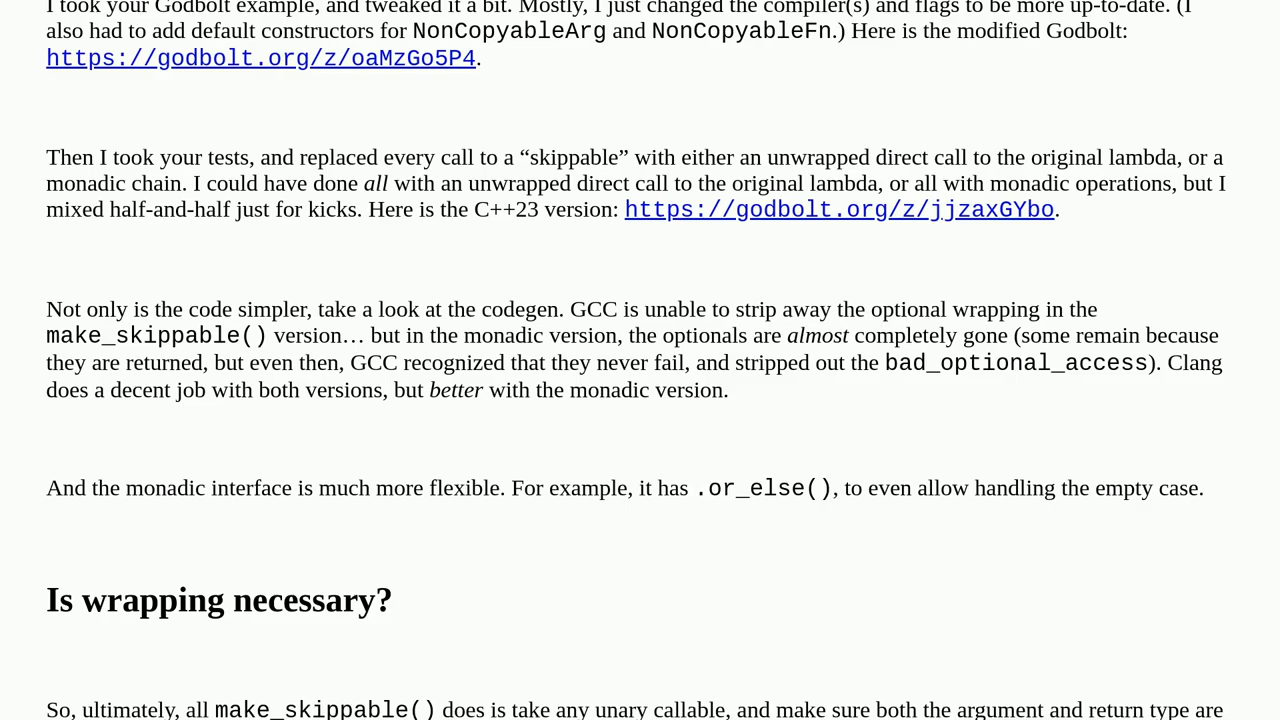 I took your Godbolt example, and tweaked it a bit. Mostly, I just changed the compiler(s) and flags to be more up-to-date. (I
also had to add default constructors for NonCopyableArg and NonCopyableFn.) Here is the modified Godbolt:
https://godbolt.org/z/oaMzGo5P4.
Then I took your tests, and replaced every call to a “skippable” with either an unwrapped direct call to the original lambda, or a
monadic chain. I could have done all with an unwrapped direct call to the original lambda, or all with monadic operations, but I
mixed half-and-half just for kicks. Here is the C++23 version: https://godbolt.org/z/jjzaxGYbo.
Not only is the code simpler, take a look at the codegen. GCC is unable to strip away the optional wrapping in the
make_skippable() version… but in the monadic version, the optionals are almost completely gone (some remain because
they are returned, but even then, GCC recognized that they never fail, and stripped out the bad_optional_access). Clang
does a decent job with both versions, but better with the monadic version.
And the monadic interface is much more flexible. For example, it has .or_else(), to even allow handling the empty case.
Is wrapping necessary?
So, ultimately, all make_skippable() does is take any unary callable, and make sure both the argument and return type are